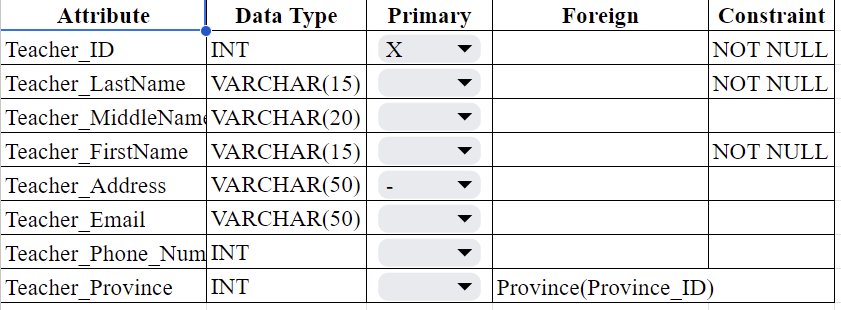 Attribute Data Type Primary Foreign Constraint
Teacher_ID INT X NOT NULL
Teacher_LastName VARCHAR(15) NOT NULL
Teacher_MiddleName VARCHAR(20)
Teacher_FirstName VARCHAR(15) NOT NULL
Teacher_Address VARCHAR(50) -
Teacher_Email VARCHAR(50)
Teacher_Phone_Num INT
Teacher_Province INT Province(Province_ID)